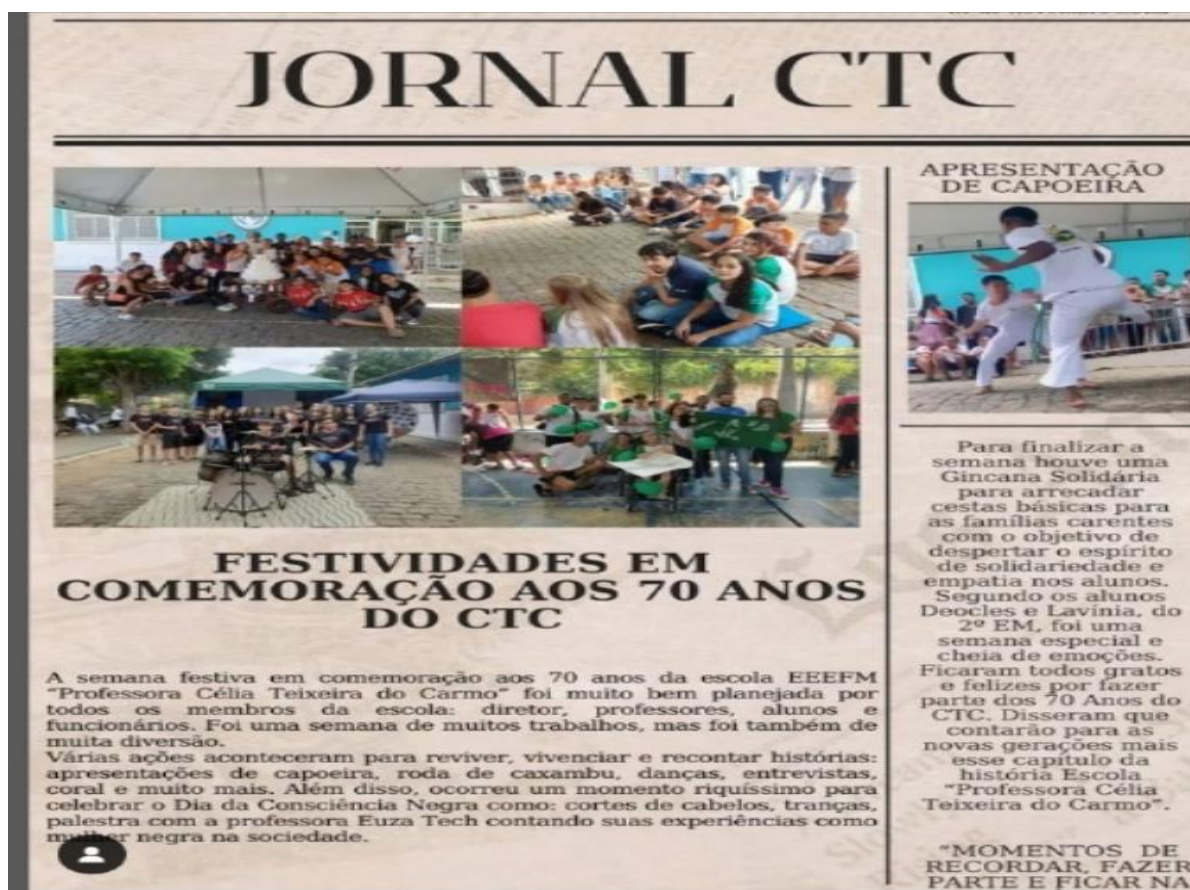 JORNAL CTC
FESTIVIDADES EM
COMEMORAÇÃO AOS 70 ANOS
DO CTC
A semana festiva em comemoração aos 70 anos da escola EEEFM
"Professora Célia Teixeira do Carmo" foi muito bem planejada por
todos os membros da escola: diretor, professores, alunos e
funcionários. Foi uma semana de muitos trabalhos, mas foi também de
muita diversão.
Várias ações aconteceram para reviver, vivenciar e recontar histórias:
apresentações de capoeira, roda de caxambu, danças, entrevistas,
coral e muito mais. Além disso, ocorreu um momento riquíssimo para
celebrar o Dia da Consciência Negra como: cortes de cabelos, tranças,
palestra com a professora Euza Tech contando suas experiências como
mulher negra na sociedade.
APRESENTAÇÃO
DE CAPOEIRA
Para finalizar a
semana houve uma
Gincana Solidária
para arrecadar
cestas básicas para
as famílias carentes
com o objetivo de
despertar o espírito
de solidariedade e
empatia nos alunos.
Segundo os alunos
Deocles e Lavínia, do
2º EM, foi uma
semana especial e
cheia de emoções.
Ficaram todos gratos
e felizes por fazer
parte dos 70 Anos do
CTC. Disseram que
contarão para as
novas gerações mais
esse capítulo da
história Escola
"Professora Célia
Teixeira do Carmo".
"MOMENTOS DE
RECORDAR, FAZER
PARTE E FICAR NA